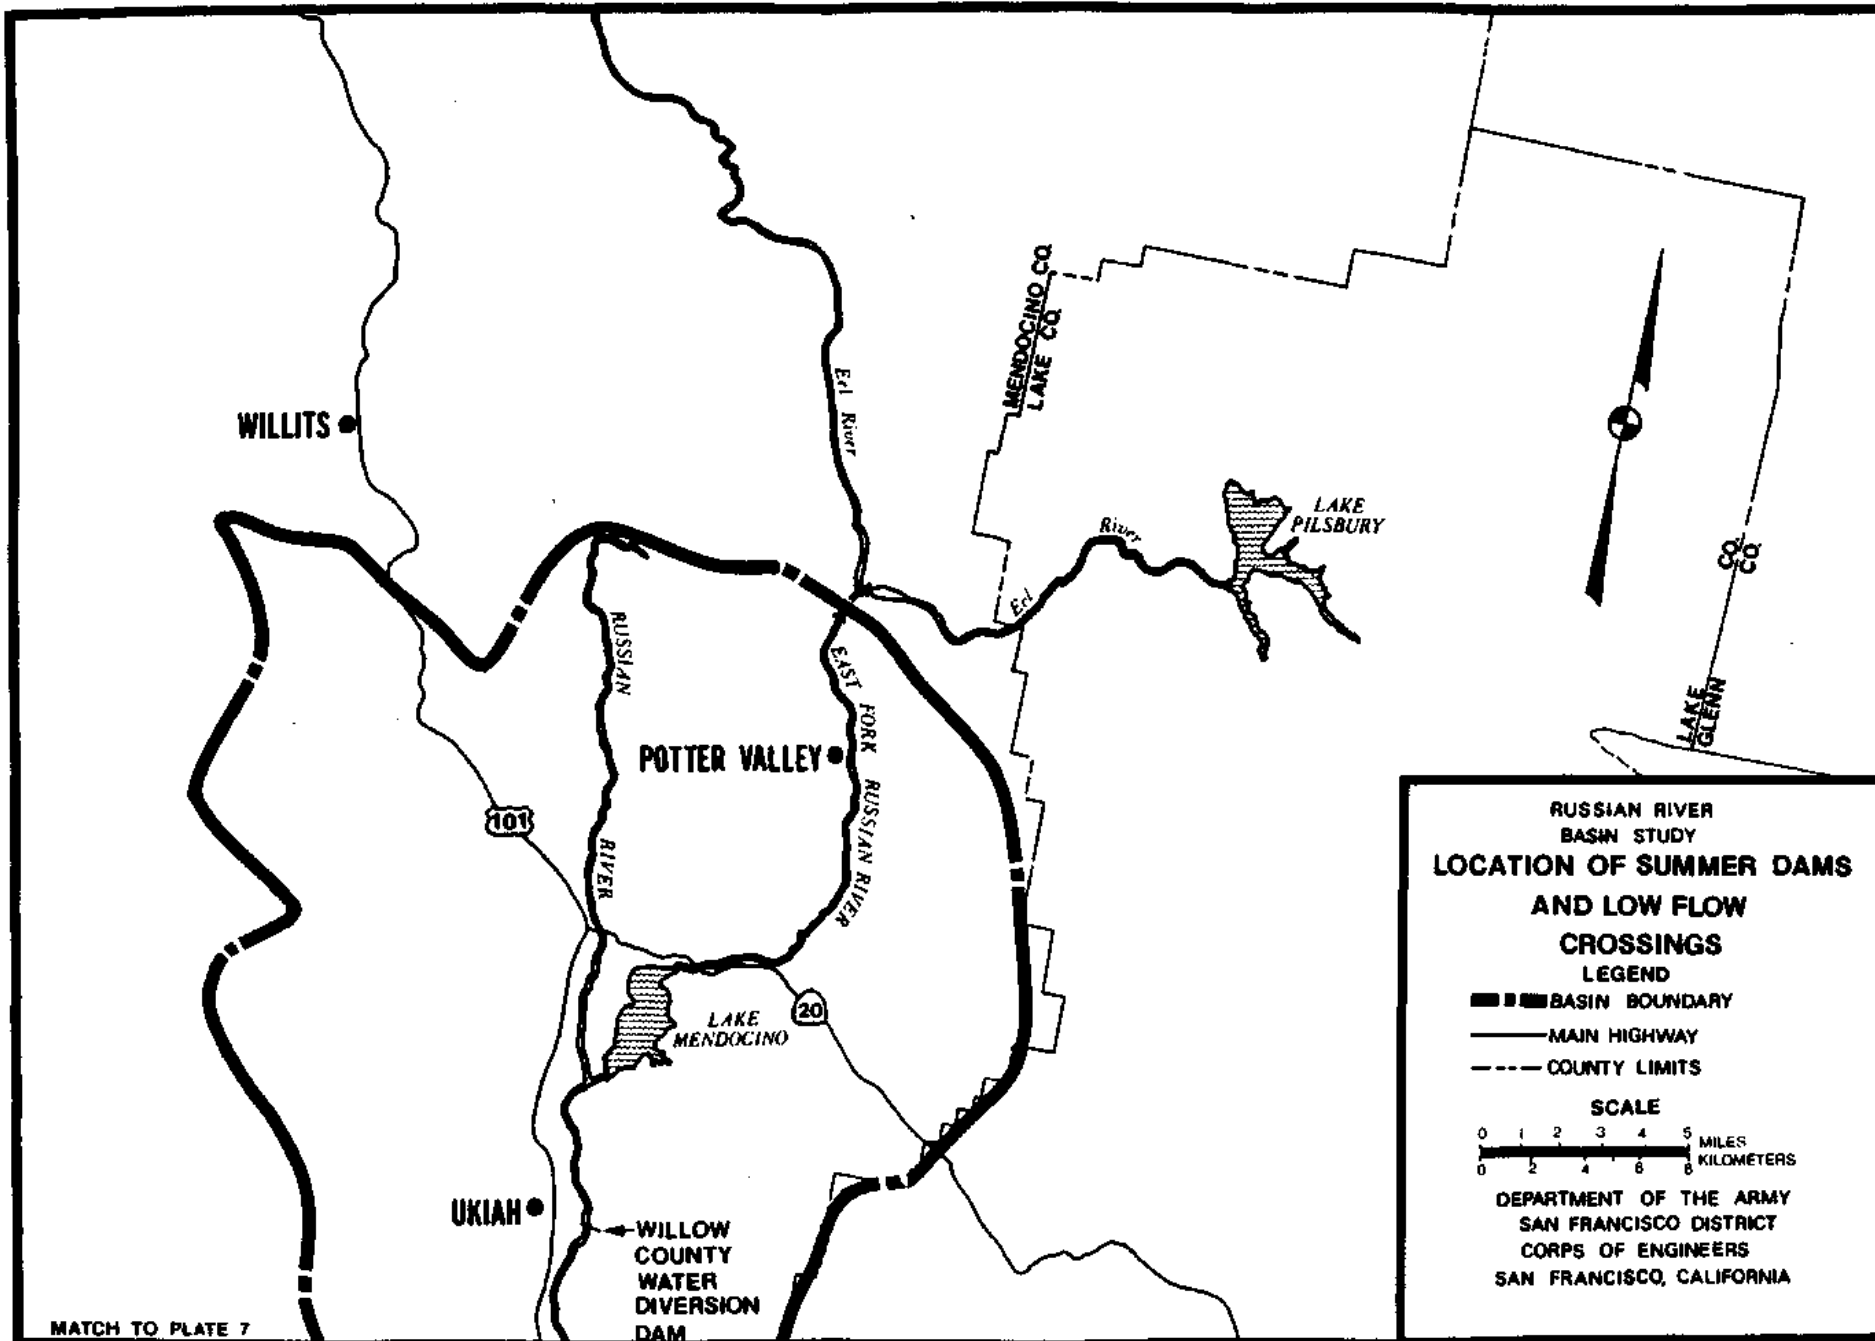 MENDOCINO CO.
LAKE CO.
Eel River
WILLITS
LAKE
PILSBURY
River
Eel
CO.
CO.
LAKE
GLENN
RUSSIAN
RIVER
EAST FORK RUSSIAN RIVER
POTTER VALLEY
101
20
LAKE
MENDOCINO
UKIAH
WILLOW
COUNTY
WATER
DIVERSION
DAM
MATCH TO PLATE 7
RUSSIAN RIVER
BASIN STUDY
LOCATION OF SUMMER DAMS
AND LOW FLOW
CROSSINGS
LEGEND
BASIN BOUNDARY
MAIN HIGHWAY
COUNTY LIMITS
SCALE
0 1 2 3 4 5 MILES
0 2 4 6 8 KILOMETERS
DEPARTMENT OF THE ARMY
SAN FRANCISCO DISTRICT
CORPS OF ENGINEERS
SAN FRANCISCO, CALIFORNIA